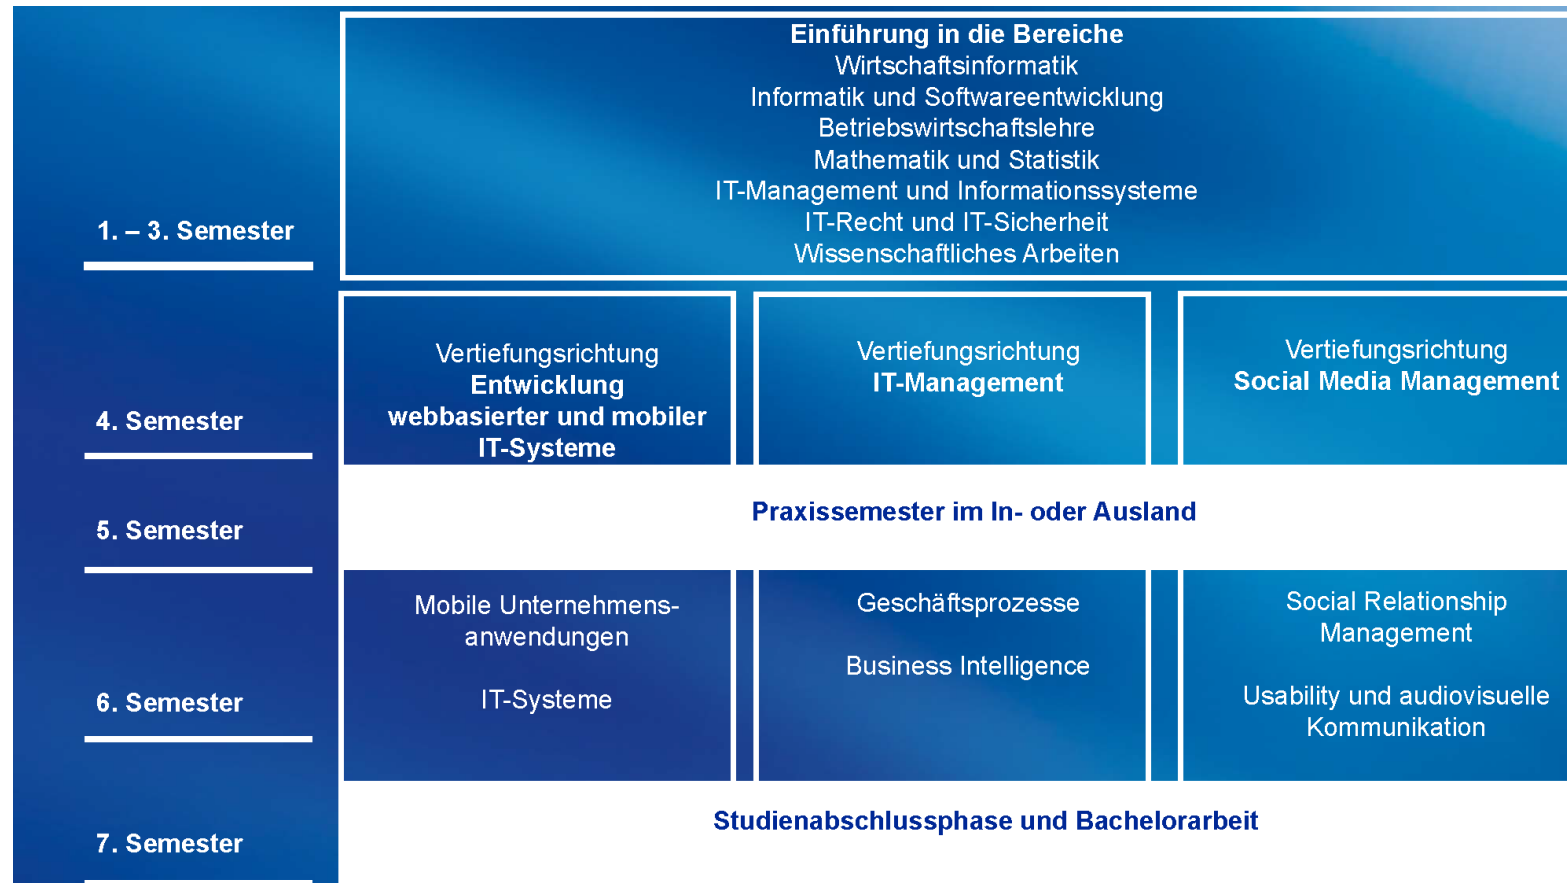 Einführung in die Bereiche
Wirtschaftsinformatik
Informatik und Softwareentwicklung
Betriebswirtschaftslehre
Mathematik und Statistik
IT-Management und Informationssysteme
IT-Recht und IT-Sicherheit
Wissenschaftliches Arbeiten
1. – 3. Semester
4. Semester
Vertiefungsrichtung
Entwicklung
webbasierter und mobiler
IT-Systeme
Vertiefungsrichtung
IT-Management
Vertiefungsrichtung
Social Media Management
5. Semester
Praxissemester im In- oder Ausland
6. Semester
Mobile Unternehmens-
anwendungen
IT-Systeme
Geschäftsprozesse
Business Intelligence
Social Relationship
Management
Usability und audiovisuelle
Kommunikation
7. Semester
Studienabschlussphase und Bachelorarbeit